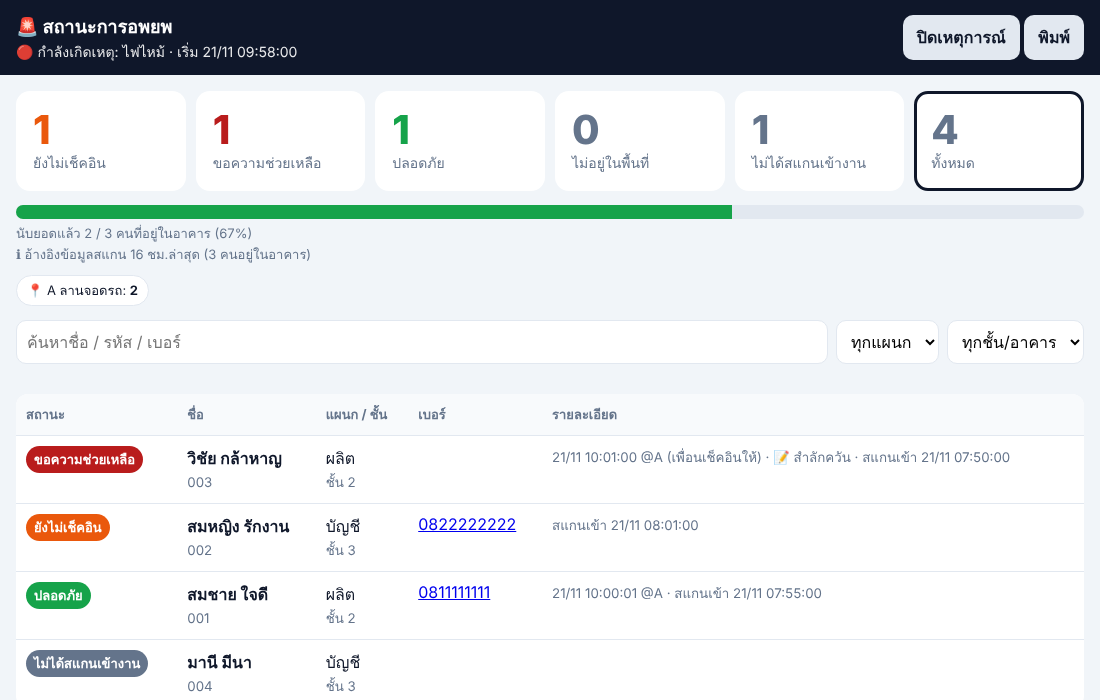 🚨 สถานะการอพยพ
🔴 กำลังเกิดเหตุ: ไฟไหม้ · เริ่ม 21/11 09:58:00
ปิดเหตุการณ์
พิมพ์
1
ยังไม่เช็คอิน
1
ขอความช่วยเหลือ
1
ปลอดภัย
0
ไม่อยู่ในพื้นที่
1
ไม่ได้สแกนเข้างาน
4
ทั้งหมด
นับยอดแล้ว 2 / 3 คนที่อยู่ในอาคาร (67%)
ℹ อ้างอิงข้อมูลสแกน 16 ชม.ล่าสุด (3 คนอยู่ในอาคาร)
📍 A ลานจอดรถ: 2
ค้นหาชื่อ / รหัส / เบอร์
ทุกแผนก
ทุกชั้น/อาคาร
สถานะ ชื่อ แผนก / ชั้น เบอร์ รายละเอียด
ขอความช่วยเหลือ วิชัย กล้าหาญ ผลิต 21/11 10:01:00 @A (เพื่อนเช็คอินให้) · 📝 สำลักควัน · สแกนเข้า 21/11 07:50:00
003 ชั้น 2
ยังไม่เช็คอิน สมหญิง รักงาน บัญชี 0822222222 สแกนเข้า 21/11 08:01:00
002 ชั้น 3
ปลอดภัย สมชาย ใจดี ผลิต 0811111111 21/11 10:00:01 @A · สแกนเข้า 21/11 07:55:00
001 ชั้น 2
ไม่ได้สแกนเข้างาน มานี มีนา บัญชี
004 ชั้น 3